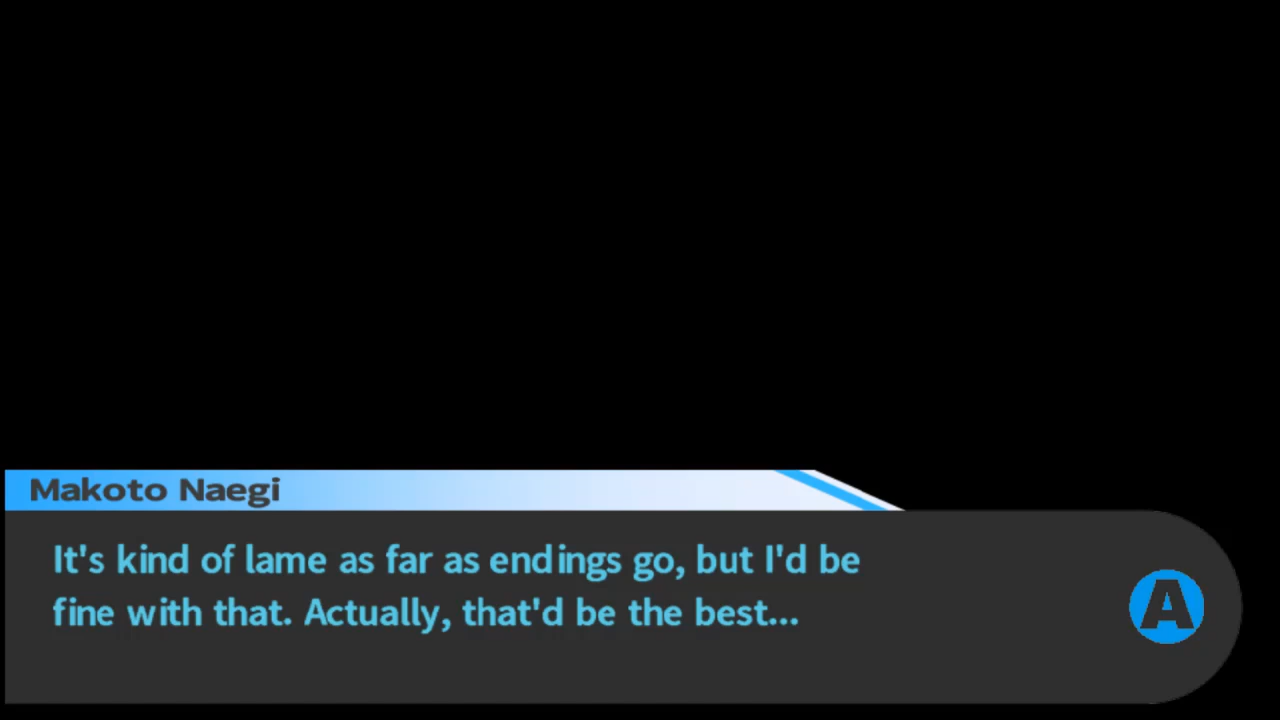 Makoto Naegi
It's kind of lame as far as endings go, but I'd be
fine with that. Actually, that'd be the best...
A